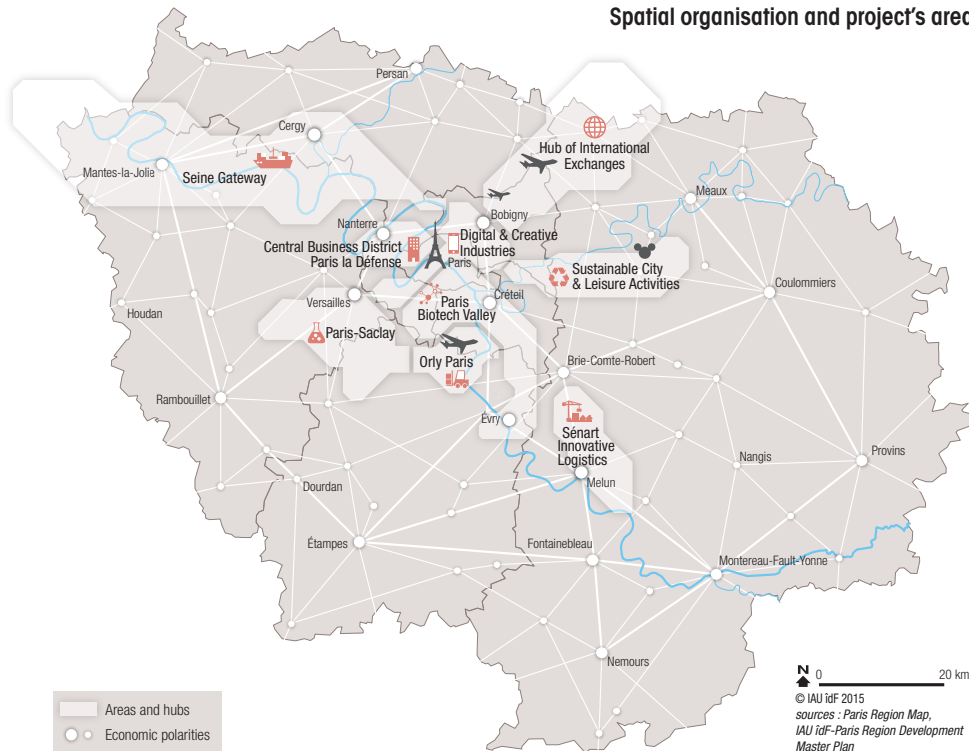 Spatial organisation and project's area
Persan
Cergy
Hub of International
Exchanges
Mantes-la-Jolie
Seine Gateway
Meaux
Nanterre
Bobigny
Central Business District
Paris la Défense
Digital & Creative
Industries
Paris
Sustainable City
& Leisure Activities
Coulommiers
Versailles
Créteil
Paris
Biotech Valley
Houdan
Paris-Saclay
Orly Paris
Brie-Comte-Robert
Rambouillet
Évry
Sénart
Innovative
Logistics
Nangis
Provins
Dourdan
Melun
Étampes
Fontainebleau
Montereau-Fault-Yonne
Nemours
N
0 20 km
© IAU îdF 2015
sources : Paris Region Map,
IAU îdF-Paris Region Development
Master Plan
Areas and hubs
Economic polarities